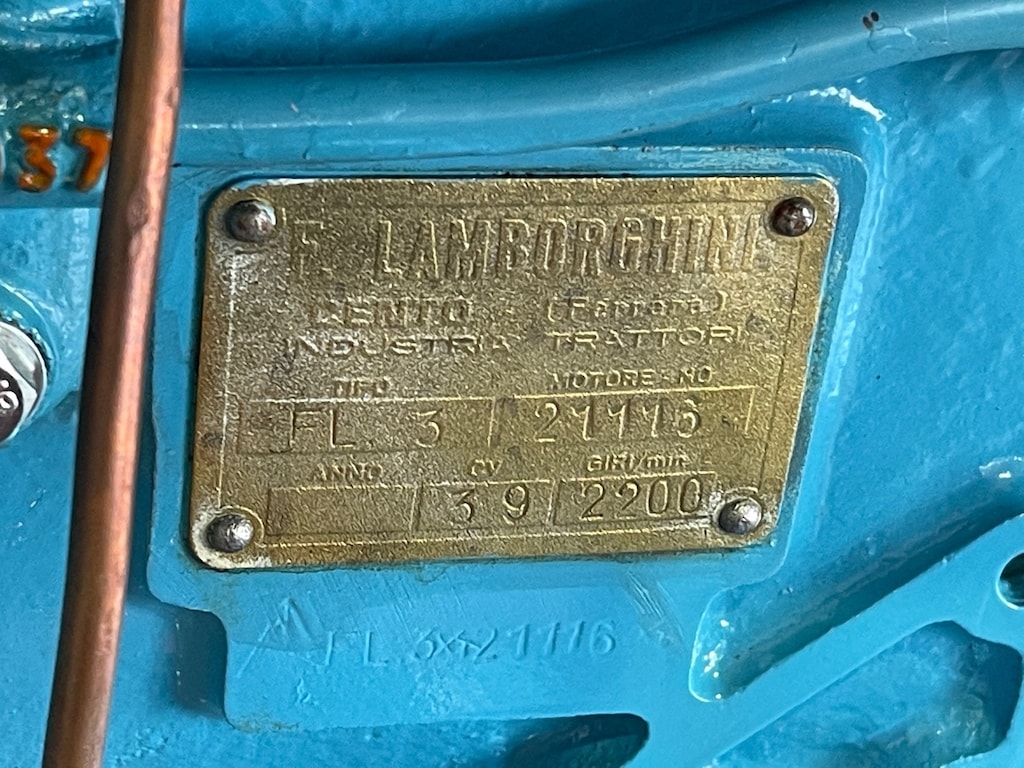 37
F. LAMBORGHINI
CENTO (Ferrara)
INDUSTRIA TRATTORI
TIPO MOTORE-NO
FL. 3 21116
ANNO CV GIRI/min.
39 2200
FL 3*21116